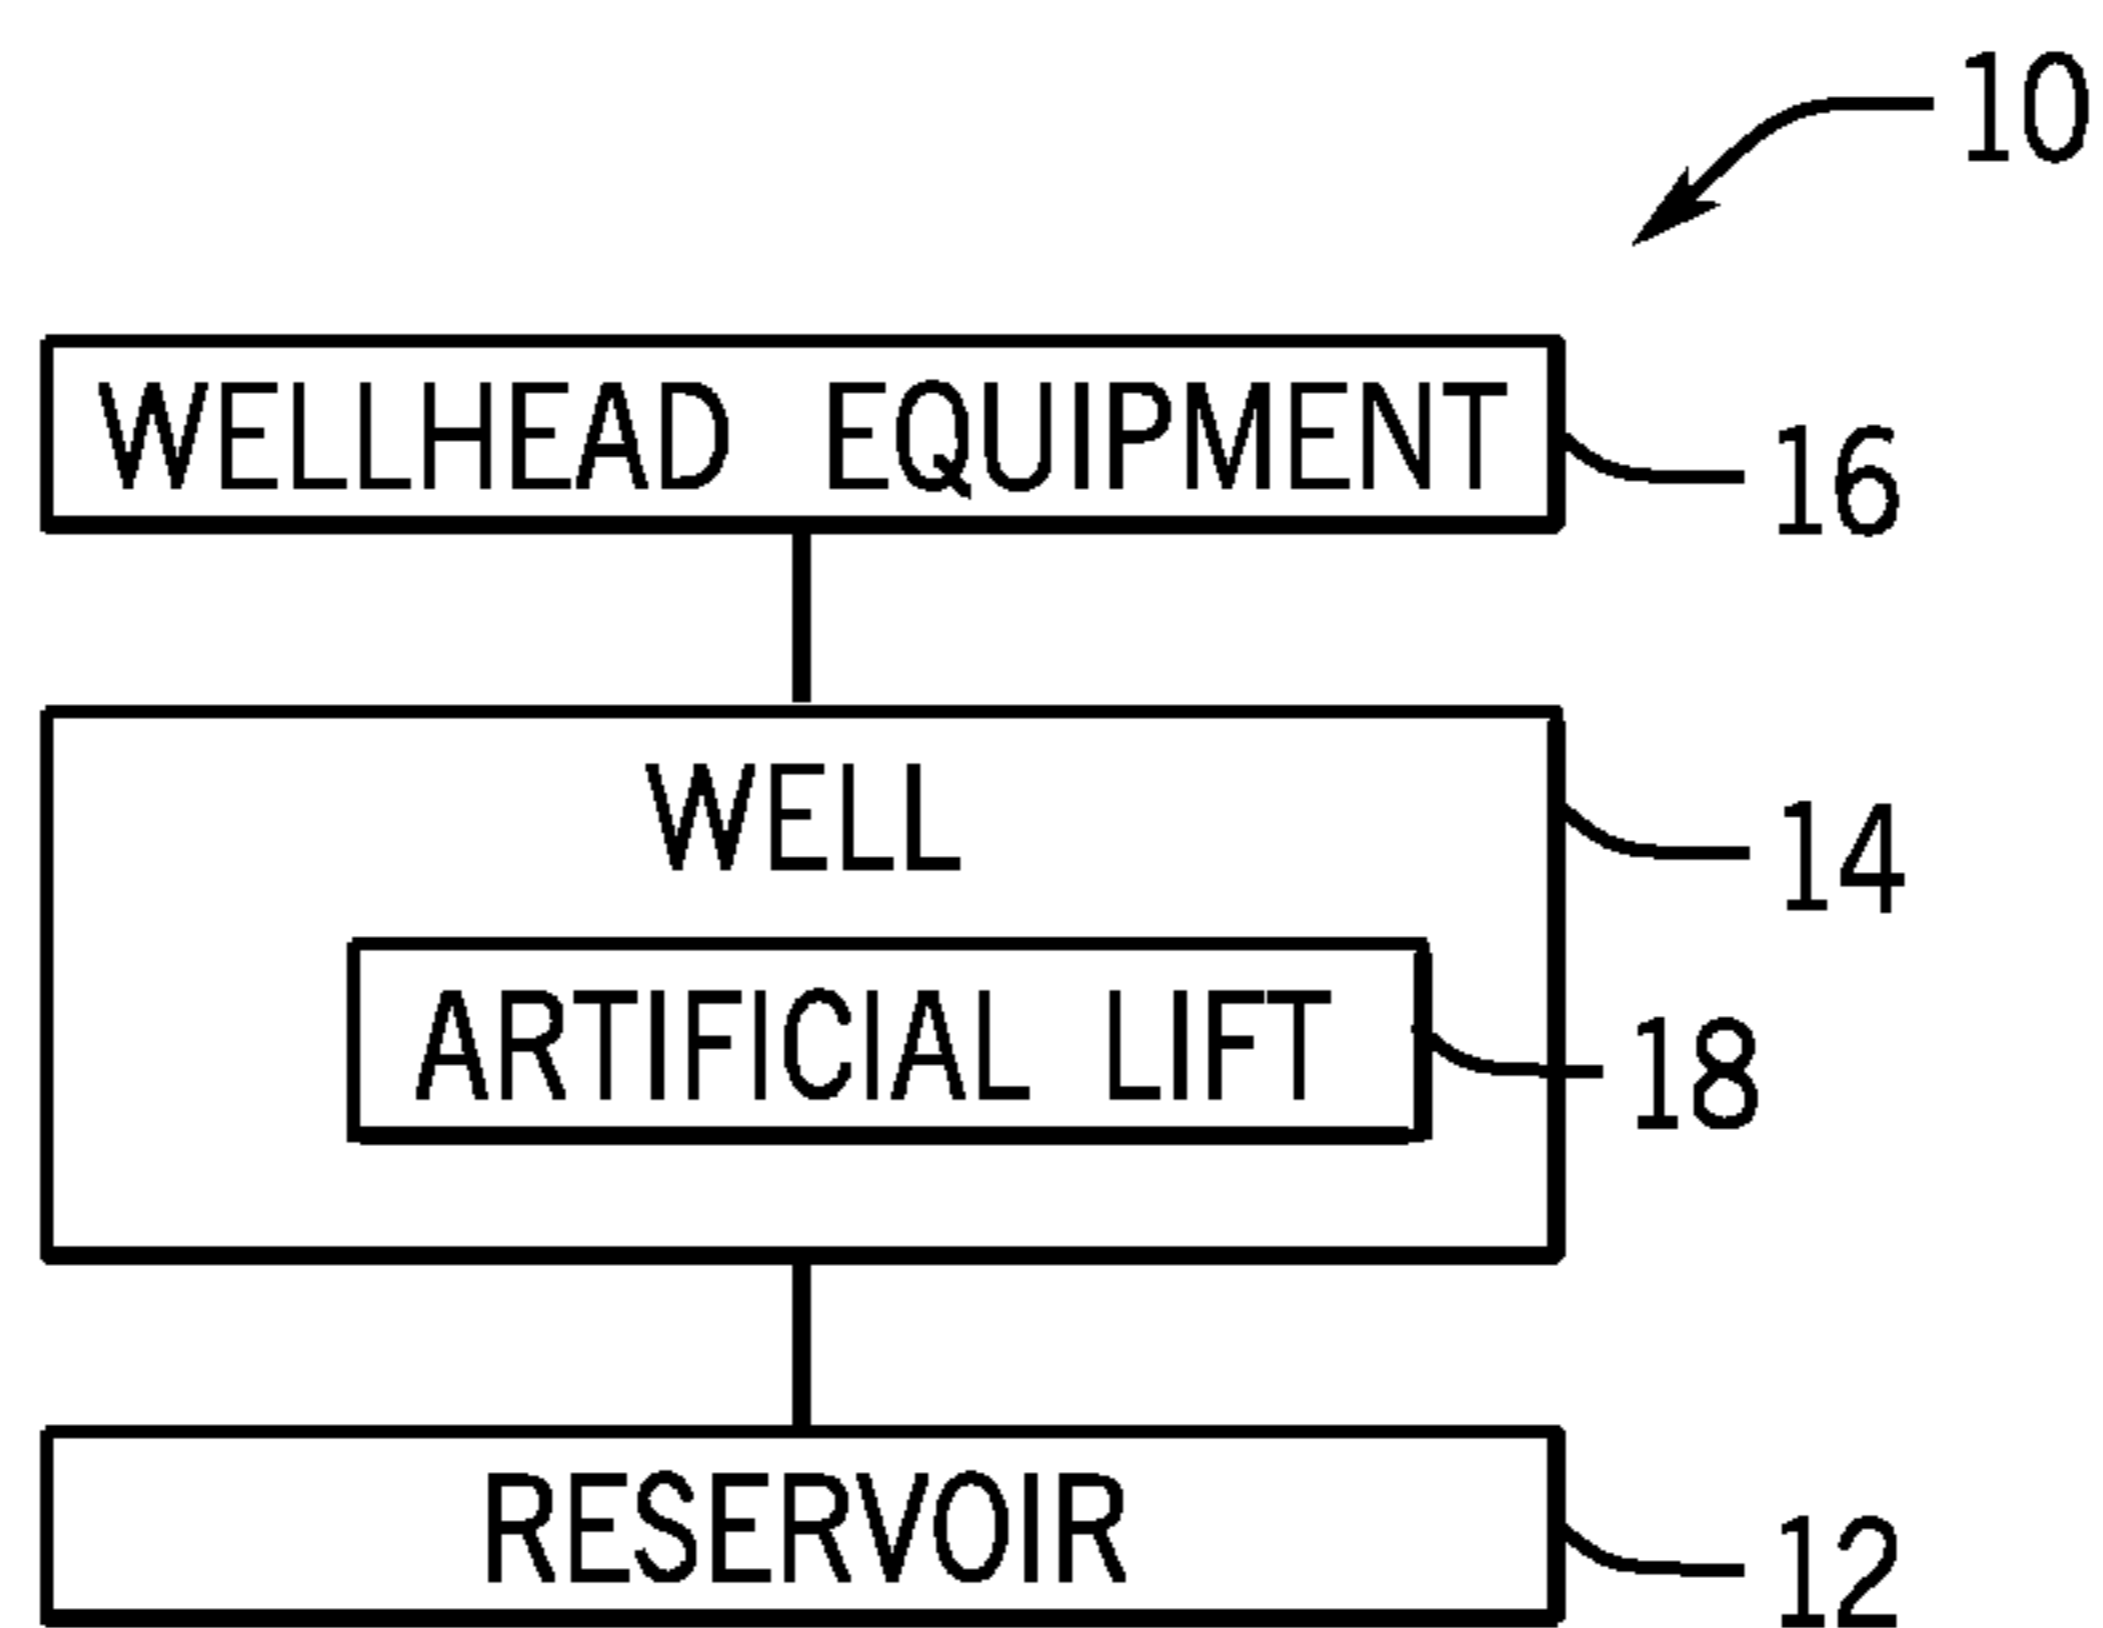 10
WELLHEAD EQUIPMENT
16
WELL
14
ARTIFICIAL LIFT
18
RESERVOIR
12